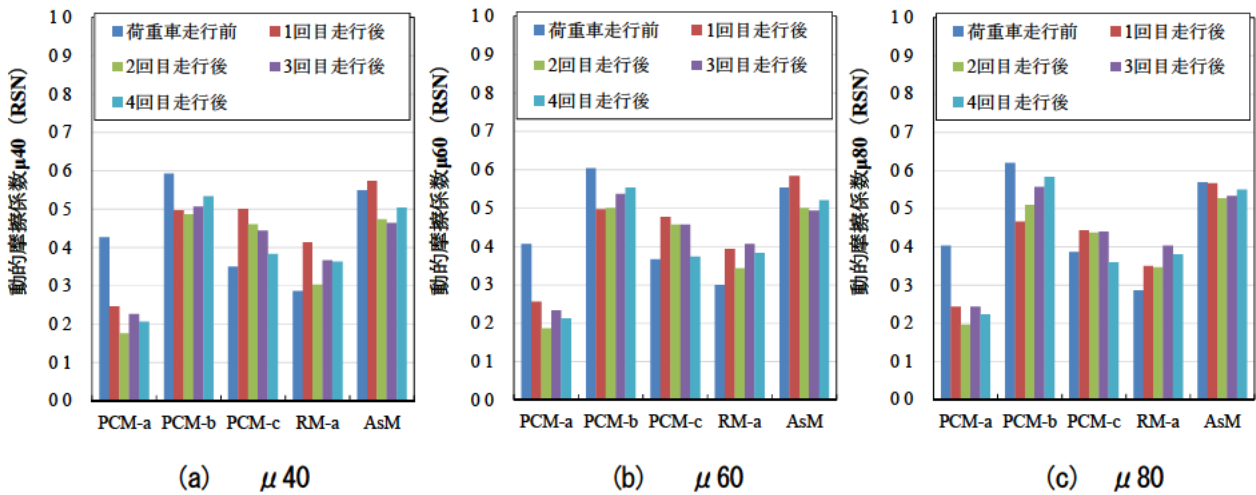 動的摩擦係数μ40（RSN）
1 0
0 9
0 8
0 7
0 6
0 5
0 4
0 3
0 2
0 1
0 0
荷重車走行前 1回目走行後
2回目走行後 3回目走行後
4回目走行後
PCM-a PCM-b PCM-c RM-a AsM
(a) μ40
動的摩擦係数μ60（RSN）
1 0
0 9
0 8
0 7
0 6
0 5
0 4
0 3
0 2
0 1
0 0
荷重車走行前 1回目走行後
2回目走行後 3回目走行後
4回目走行後
PCM-a PCM-b PCM-c RM-a AsM
(b) μ60
動的摩擦係数μ80（RSN）
1 0
0 9
0 8
0 7
0 6
0 5
0 4
0 3
0 2
0 1
0 0
荷重車走行前 1回目走行後
2回目走行後 3回目走行後
4回目走行後
PCM-a PCM-b PCM-c RM-a AsM
(c) μ80